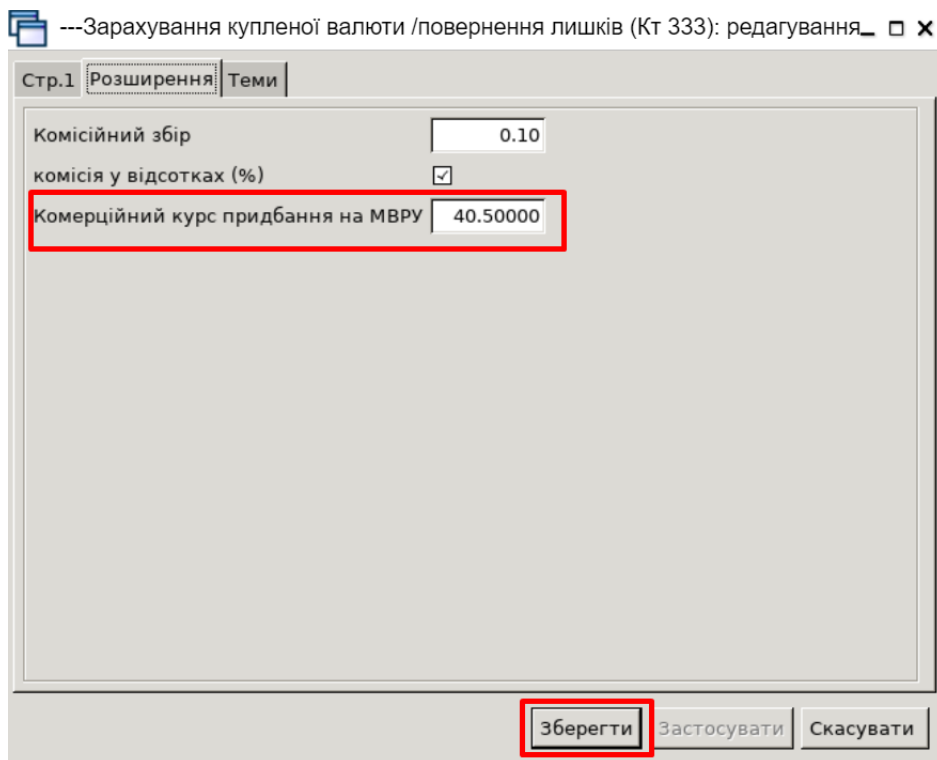 ---Зарахування купленої валюти /повернення лишків (Кт 333): редагування
Стр.1 Розширення Теми
Комісійний збір 0.10
комісія у відсотках (%)
Комерційний курс придбання на МВРУ 40.50000
Зберегти Застосувати Скасувати